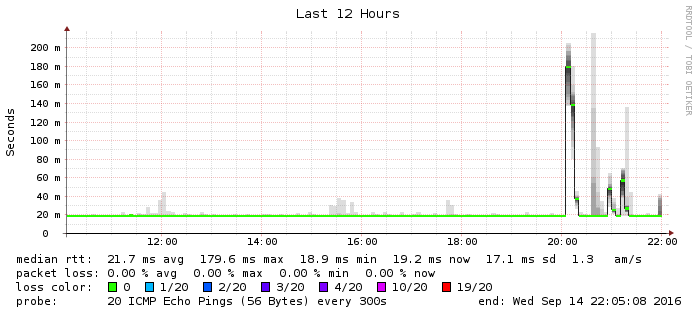 Last 12 Hours
RRDTOOL / TOBI OETIKER
Seconds
200 m
180 m
160 m
140 m
120 m
100 m
80 m
60 m
40 m
20 m
0
12:00 14:00 16:00 18:00 20:00 22:00
median rtt: 21.7 ms avg 179.6 ms max 18.9 ms min 19.2 ms now 17.1 ms sd 1.3 am/s
packet loss: 0.00 % avg 0.00 % max 0.00 % min 0.00 % now
loss color: 0 1/20 2/20 3/20 4/20 10/20 19/20
probe: 20 ICMP Echo Pings (56 Bytes) every 300s end: Wed Sep 14 22:05:08 2016